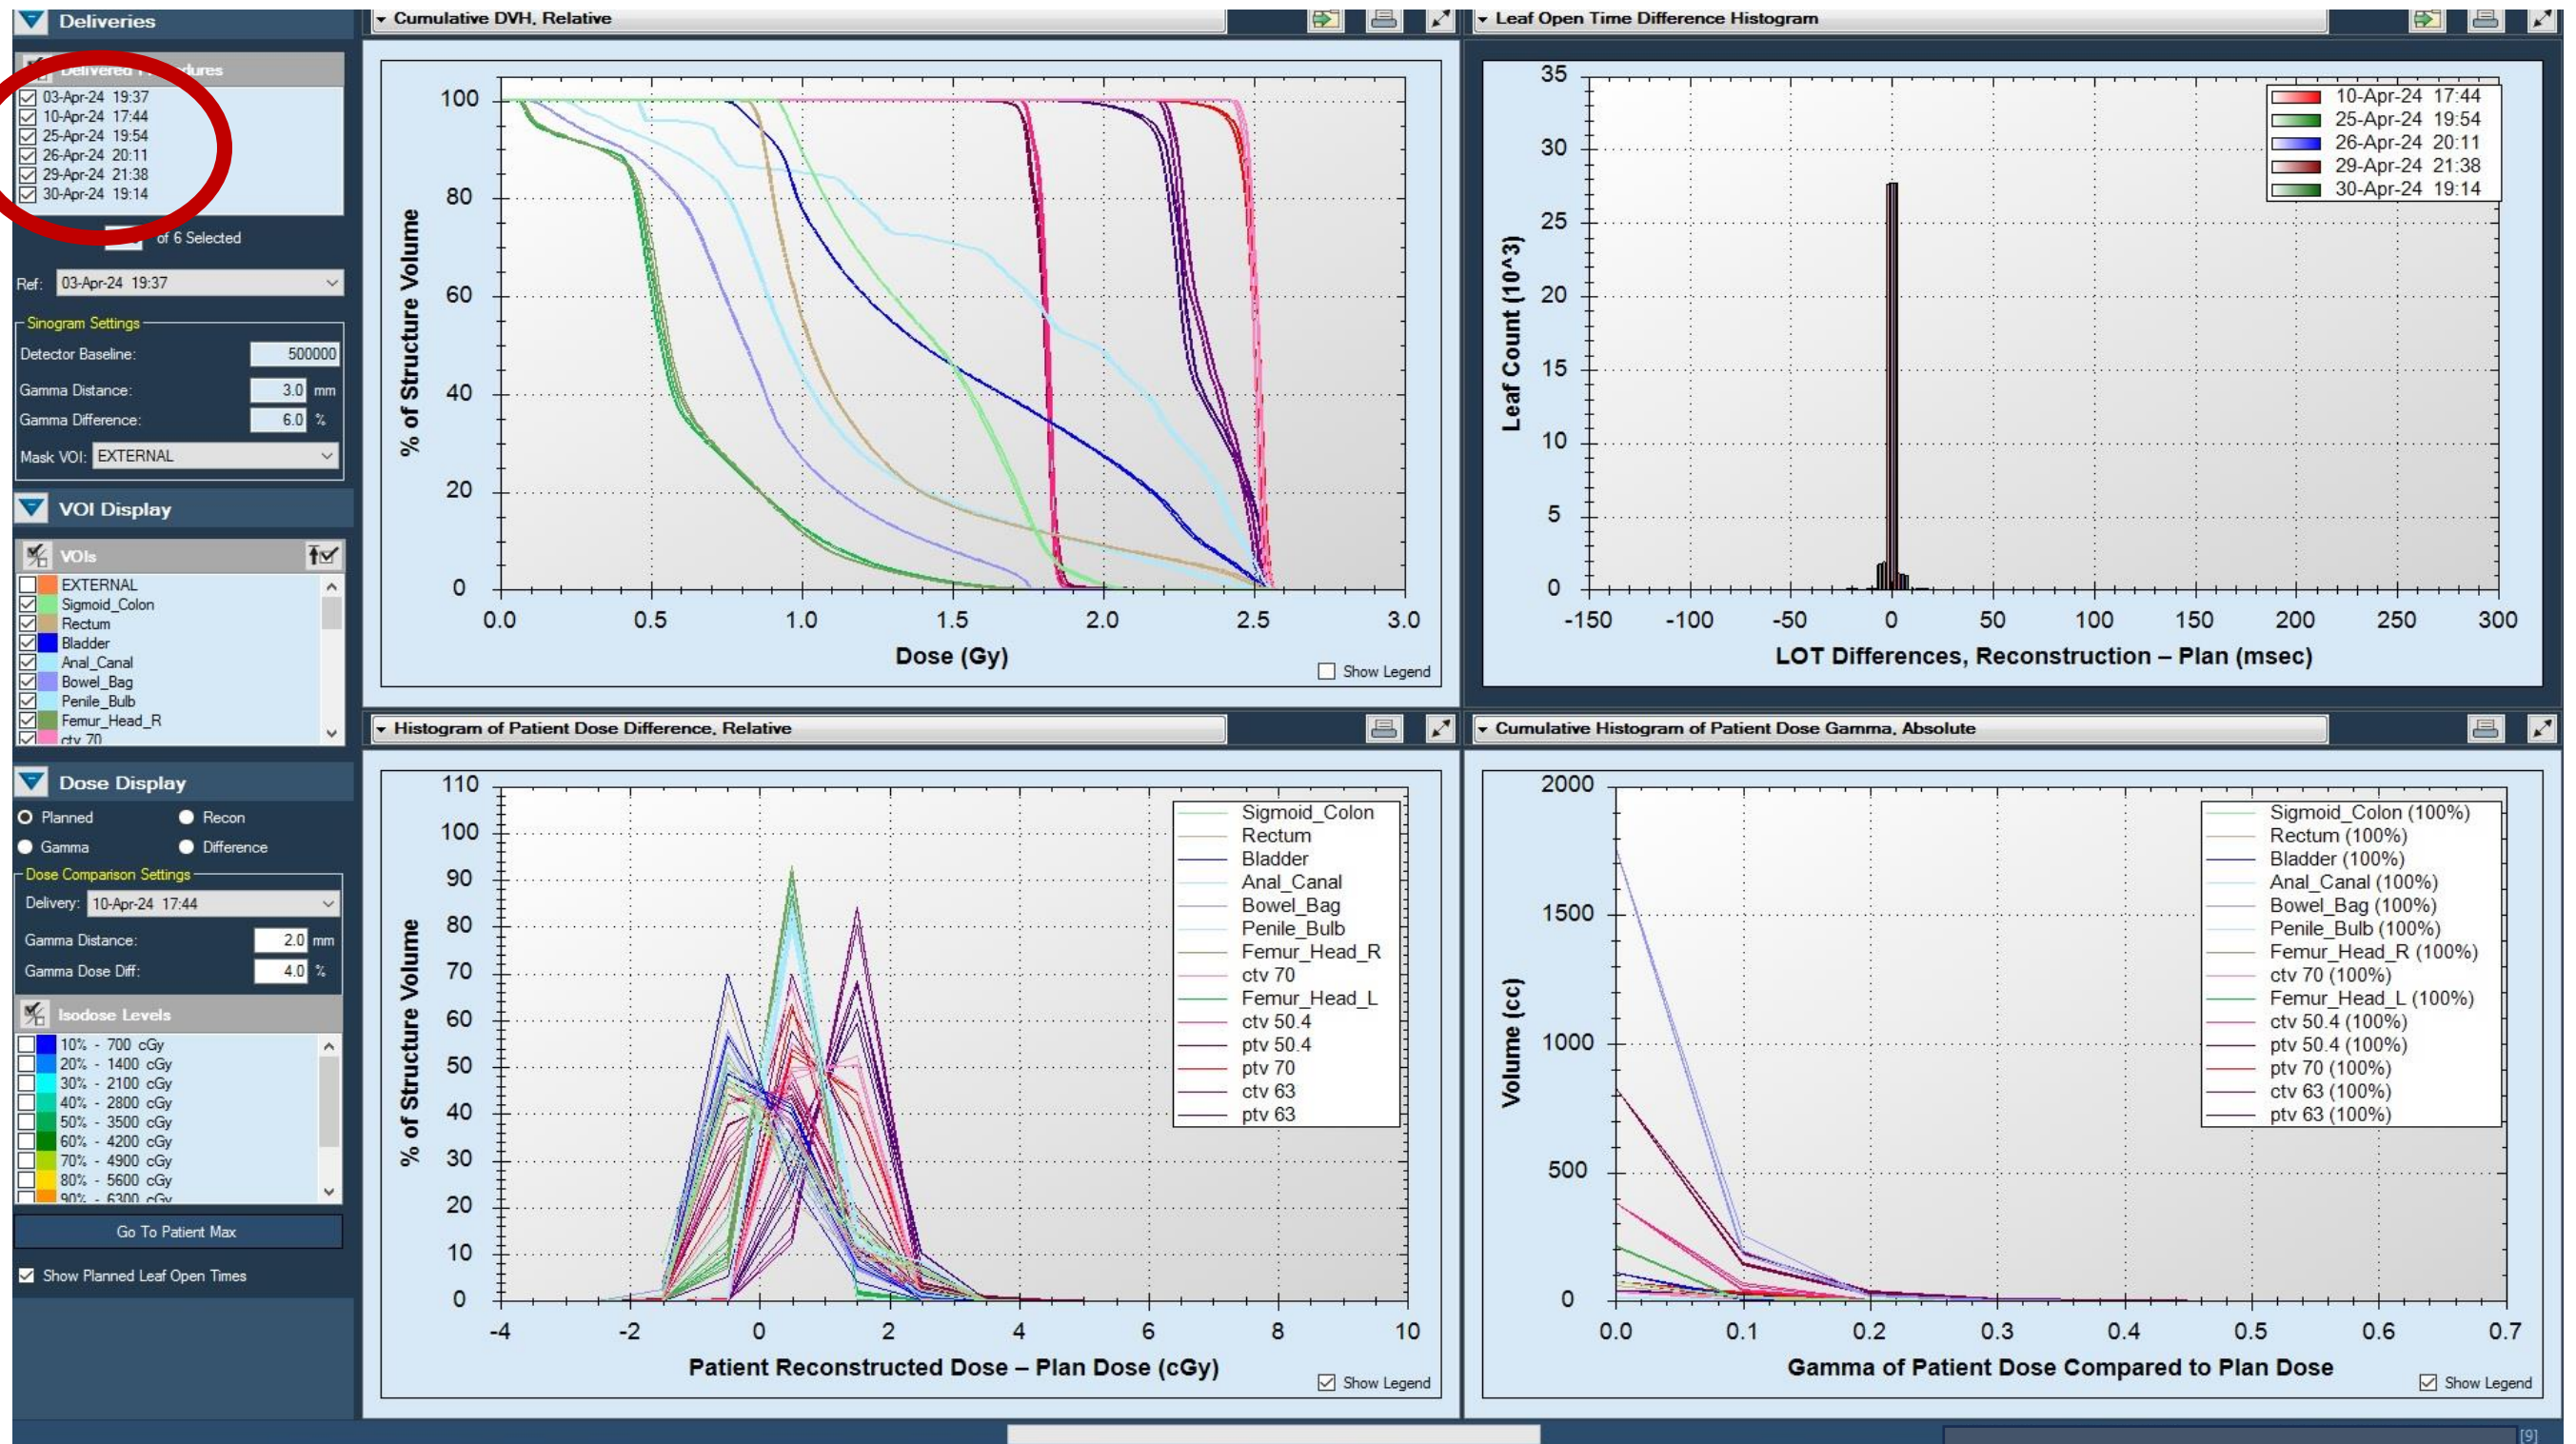 Deliveries
Delivered
03-Apr-24 19:37
10-Apr-24 17:44
25-Apr-24 19:54
26-Apr-24 20:11
29-Apr-24 21:38
30-Apr-24 19:14
of 6 Selected
Ref: 03-Apr-24 19:37
Sinogram Settings
Detector Baseline: 500000
Gamma Distance: 3.0 mm
Gamma Difference: 6.0 %
Mask VOI: EXTERNAL
VOI Display
VOIs
EXTERNAL
Sigmoid_Colon
Rectum
Bladder
Anal_Canal
Bowel_Bag
Penile_Bulb
Femur_Head_R
ctv 70
Dose Display
Planned Recon
Gamma Difference
Dose Comparison Settings
Delivery: 10-Apr-24 17:44
Gamma Distance: 2.0 mm
Gamma Dose Diff: 4.0 %
Isodose Levels
10% - 700 cGy
20% - 1400 cGy
30% - 2100 cGy
40% - 2800 cGy
50% - 3500 cGy
60% - 4200 cGy
70% - 4900 cGy
80% - 5600 cGy
90% - 6300 cGy
Go To Patient Max
Show Planned Leaf Open Times
Cumulative DVH, Relative
100
80
60
40
20
0
% of Structure Volume
0.0 0.5 1.0 1.5 2.0 2.5 3.0
Dose (Gy)
Show Legend
Leaf Open Time Difference Histogram
35
30
25
20
15
10
5
0
Leaf Count (10^3)
10-Apr-24 17:44
25-Apr-24 19:54
26-Apr-24 20:11
29-Apr-24 21:38
30-Apr-24 19:14
-150 -100 -50 0 50 100 150 200 250 300
LOT Differences, Reconstruction – Plan (msec)
Histogram of Patient Dose Difference, Relative
110
100
90
80
70
60
50
40
30
20
10
0
% of Structure Volume
Sigmoid_Colon
Rectum
Bladder
Anal_Canal
Bowel_Bag
Penile_Bulb
Femur_Head_R
ctv 70
Femur_Head_L
ctv 50.4
ptv 50.4
ptv 70
ctv 63
ptv 63
-4 -2 0 2 4 6 8 10
Patient Reconstructed Dose – Plan Dose (cGy)
Show Legend
Cumulative Histogram of Patient Dose Gamma, Absolute
2000
1500
1000
500
0
Volume (cc)
Sigmoid_Colon (100%)
Rectum (100%)
Bladder (100%)
Anal_Canal (100%)
Bowel_Bag (100%)
Penile_Bulb (100%)
Femur_Head_R (100%)
ctv 70 (100%)
Femur_Head_L (100%)
ctv 50.4 (100%)
ptv 50.4 (100%)
ptv 70 (100%)
ctv 63 (100%)
ptv 63 (100%)
0.0 0.1 0.2 0.3 0.4 0.5 0.6 0.7
Gamma of Patient Dose Compared to Plan Dose
Show Legend
[9]